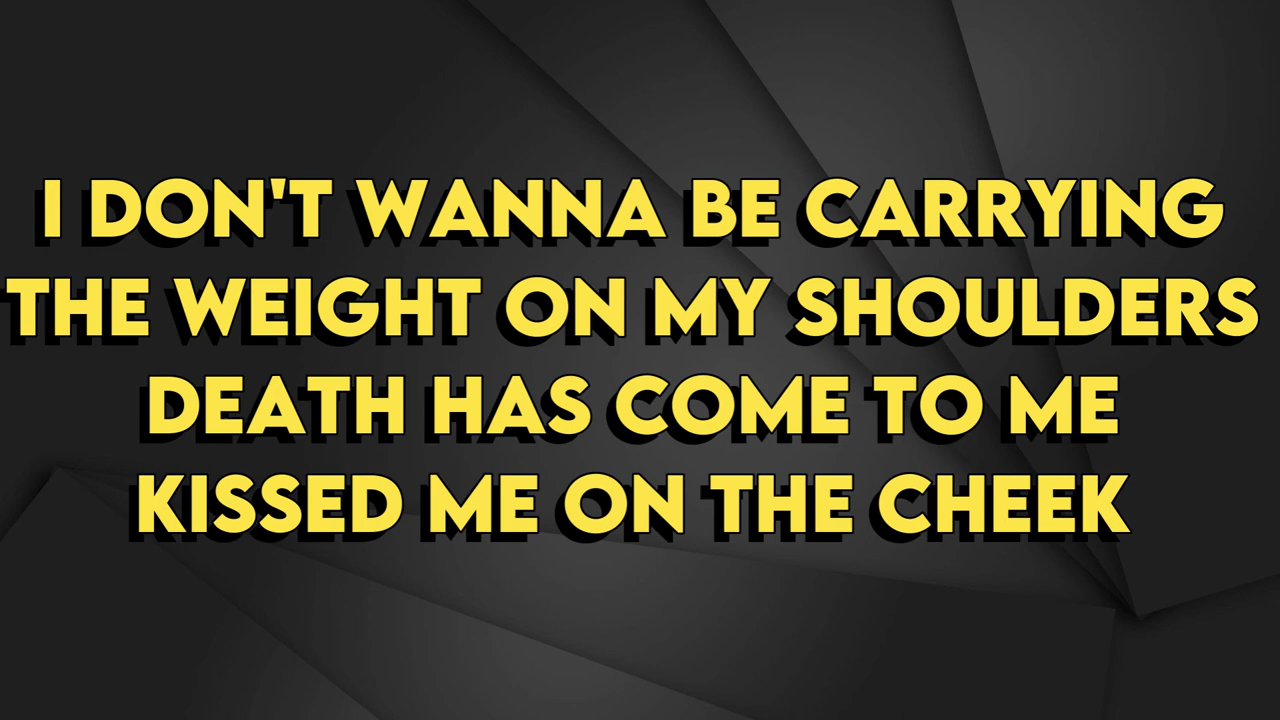 I DON'T WANNA BE CARRYING
THE WEIGHT ON MY SHOULDERS
DEATH HAS COME TO ME
KISSED ME ON THE CHEEK